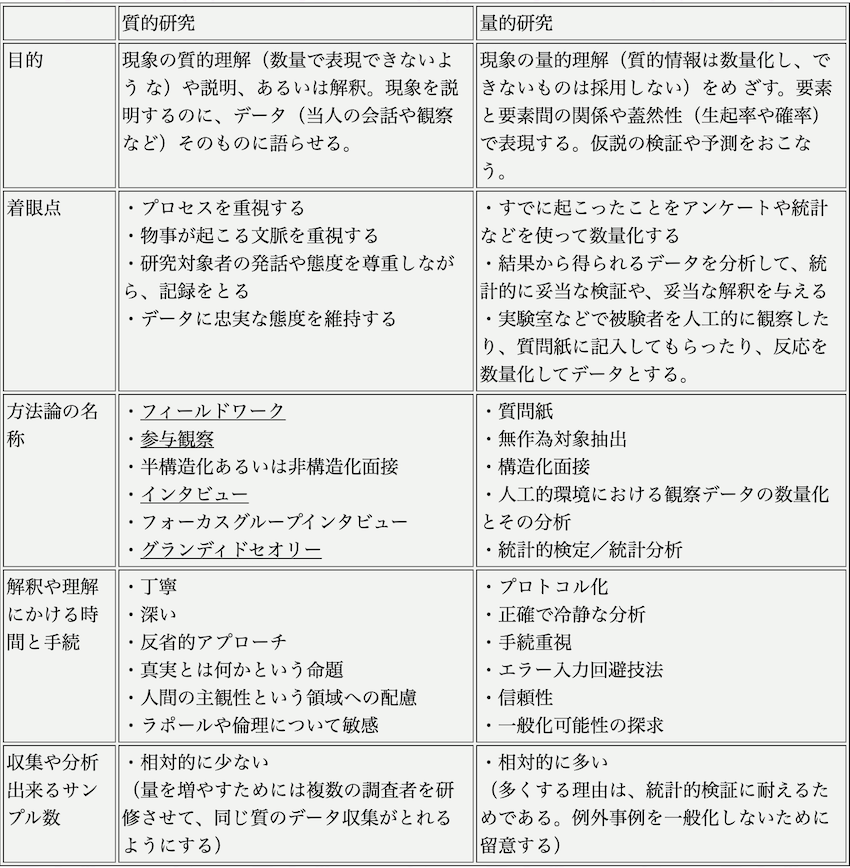 質的研究
量的研究
目的
現象の質的理解（数量で表現できないよ
う な）や説明、あるいは解釈。現象を説
明するのに、データ（当人の会話や観察
など）そのものに語らせる。
現象の量的理解（質的情報は数量化し、で
きないものは採用しない）をめ ざす。要素
と要素間の関係や蓋然性（生起率や確率）
で表現する。仮説の検証や予測をおこな
う。
着眼点
・プロセスを重視する
・物事が起こる文脈を重視する
・研究対象者の発話や態度を尊重しなが
ら、記録をとる
・データに忠実な態度を維持する
・すでに起こったことをアンケートや統計
などを使って数量化する
・結果から得られるデータを分析して、統
計的に妥当な検証や、妥当な解釈を与える
・実験室などで被験者を人工的に観察した
り、質問紙に記入してもらったり、反応を
数量化してデータとする。
方法論の名
称
・フィールドワーク
・参与観察
・半構造化あるいは非構造化面接
・インタビュー
・フォーカスグループインタビュー
・グランディドセオリー
・質問紙
・無作為対象抽出
・構造化面接
・人工的環境における観察データの数量化
とその分析
・統計的検定／統計分析
解釈や理解
にかける時
間と手続
・丁寧
・深い
・反省的アプローチ
・真実とは何かという命題
・人間の主観性という領域への配慮
・ラポールや倫理について敏感
・プロトコル化
・正確で冷静な分析
・手続重視
・エラー入力回避技法
・信頼性
・一般化可能性の探求
収集や分析
出来るサン
プル数
・相対的に少ない
（量を増やすためには複数の調査者を研
修させて、同じ質のデータ収集がとれる
ようにする）
・相対的に多い
（多くする理由は、統計的検証に耐えるた
めである。例外事例を一般化しないために
留意する）